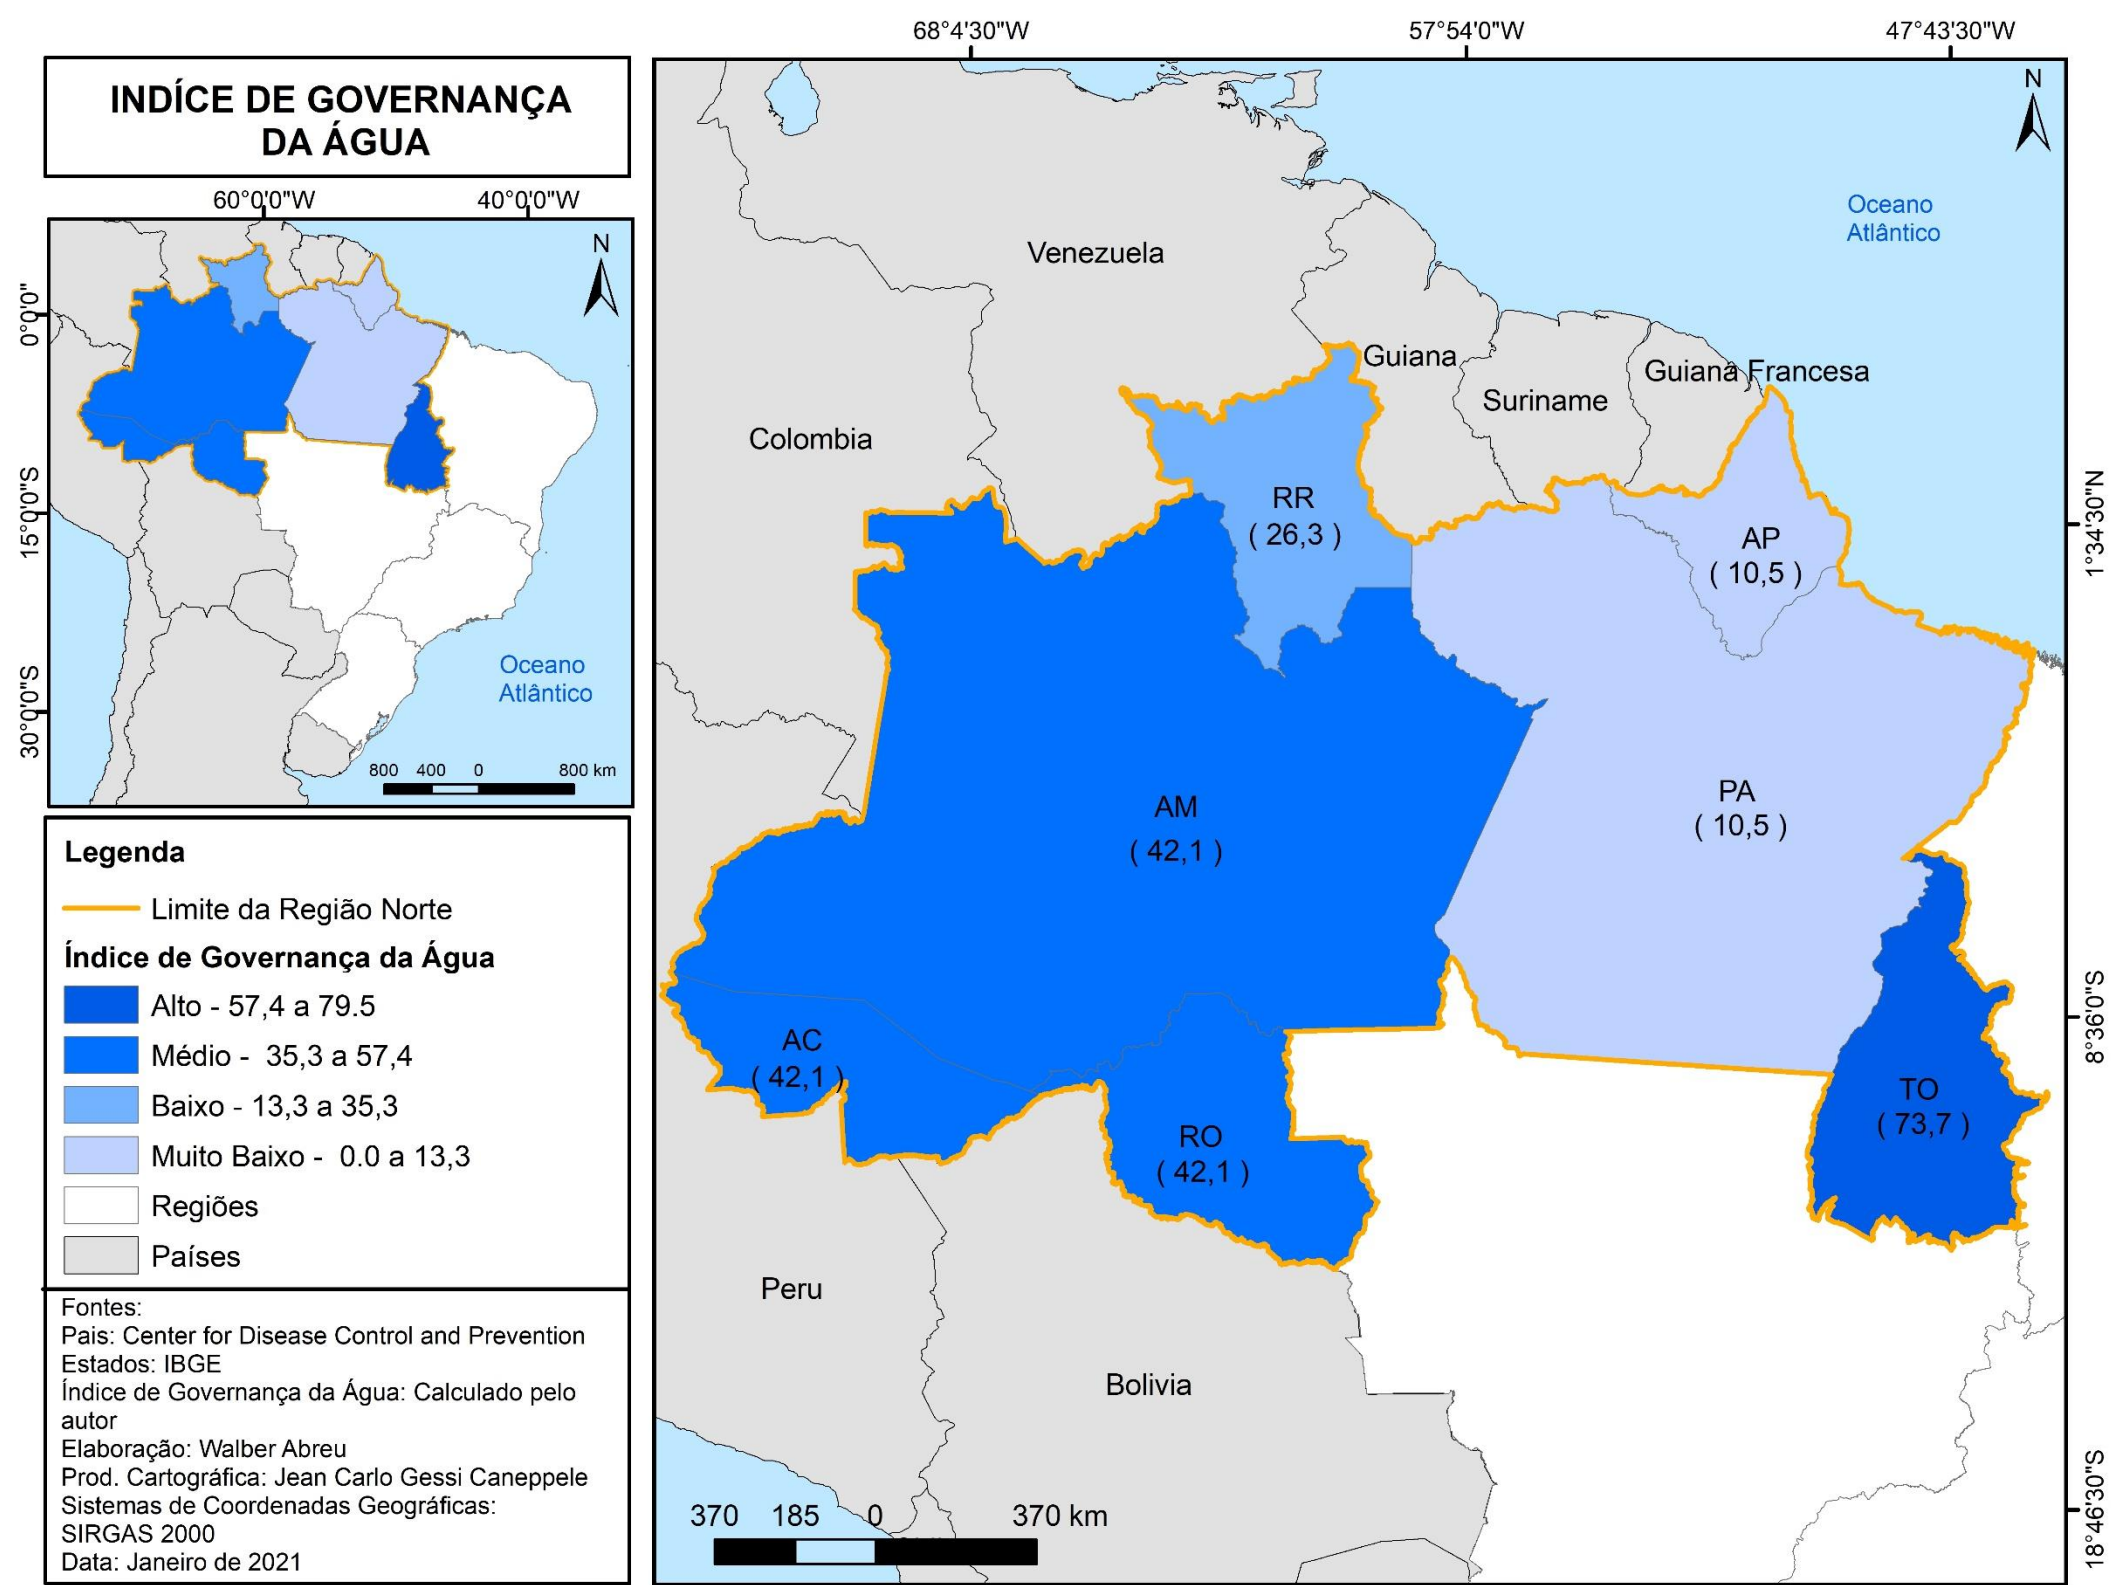 INDÍCE DE GOVERNANÇA
DA ÁGUA
60°0'0"W 40°0'0"W
0°0'0"
15°0'0"S
30°0'0"S
N
Oceano
Atlântico
800 400 0 800 km
Legenda
Limite da Região Norte
Índice de Governança da Água
Alto - 57,4 a 79.5
Médio - 35,3 a 57,4
Baixo - 13,3 a 35,3
Muito Baixo - 0.0 a 13,3
Regiões
Países
Fontes:
Pais: Center for Disease Control and Prevention
Estados: IBGE
Índice de Governança da Água: Calculado pelo
autor
Elaboração: Walber Abreu
Prod. Cartográfica: Jean Carlo Gessi Caneppele
Sistemas de Coordenadas Geográficas:
SIRGAS 2000
Data: Janeiro de 2021
68°4'30"W 57°54'0"W 47°43'30"W
N
Oceano
Atlântico
Venezuela
Guiana
Guiana Francesa
Suriname
Colombia
RR
( 26,3 )
AP
( 10,5 )
AM
( 42,1 )
PA
( 10,5 )
AC
( 42,1 )
RO
( 42,1 )
TO
( 73,7 )
Peru
Bolivia
370 185 0 370 km
1°34'30"N
8°36'0"S
18°46'30"S